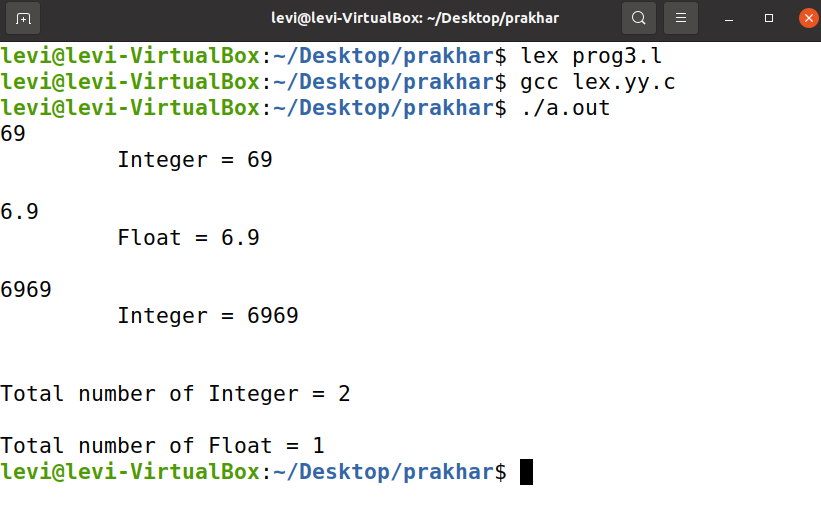 levi@levi-VirtualBox: ~/Desktop/prakhar
levi@levi-VirtualBox:~/Desktop/prakhar$ lex prog3.l
levi@levi-VirtualBox:~/Desktop/prakhar$ gcc lex.yy.c
levi@levi-VirtualBox:~/Desktop/prakhar$ ./a.out
69
Integer = 69
6.9
Float = 6.9
6969
Integer = 6969
Total number of Integer = 2
Total number of Float = 1
levi@levi-VirtualBox:~/Desktop/prakhar$